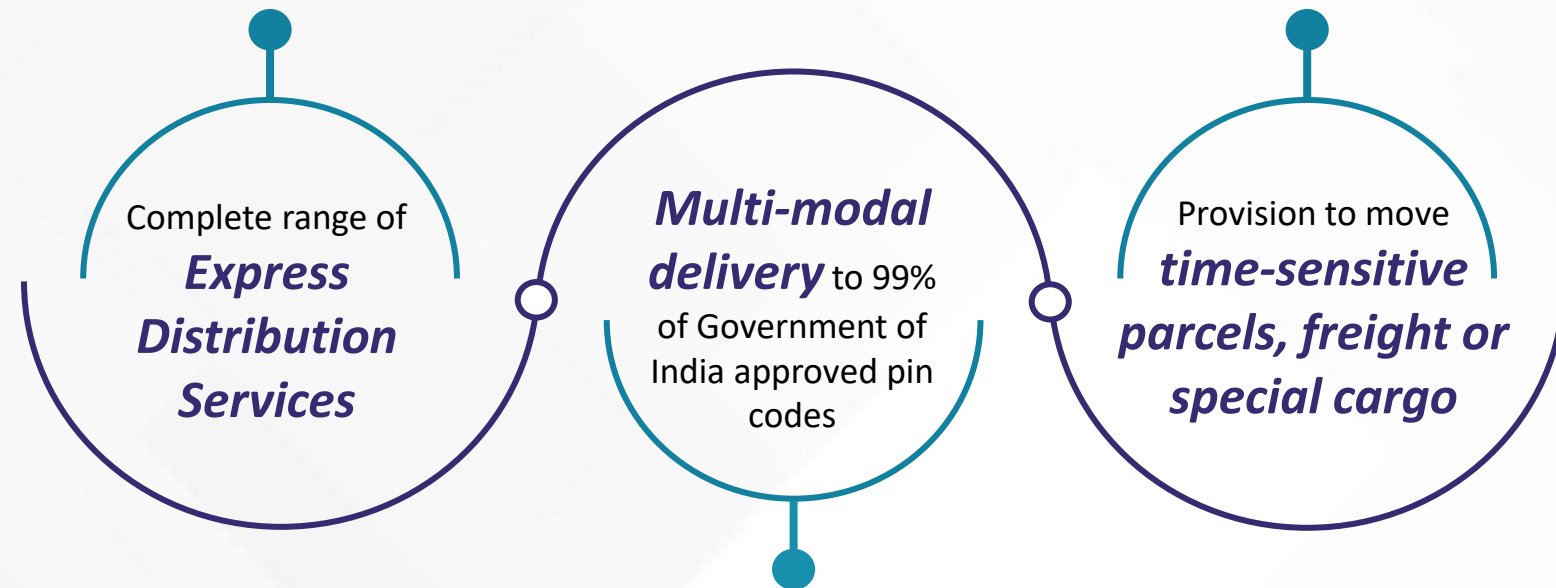 Complete range of
Express
Distribution
Services
Multi-modal
delivery to 99%
of Government of
India approved pin
codes
Provision to move
time-sensitive
parcels, freight or
special cargo